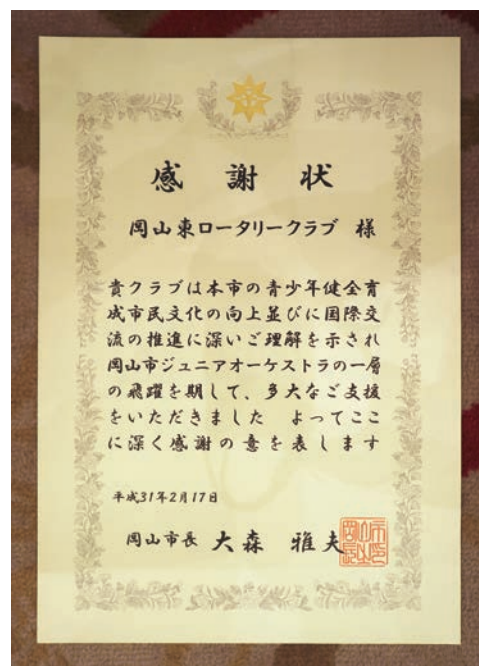 感謝状
岡山東ロータリークラブ 様
貴クラブは本市の青少年健全育
成市民文化の向上並びに国際交
流の推進に深いご理解を示され
岡山市ジュニアオーケストラの一層
の飛躍を期して、多大なご支援
をいただきました よってここ
に深く感謝の意を表します
平成31年2月17日
岡山市長 大森 雅夫